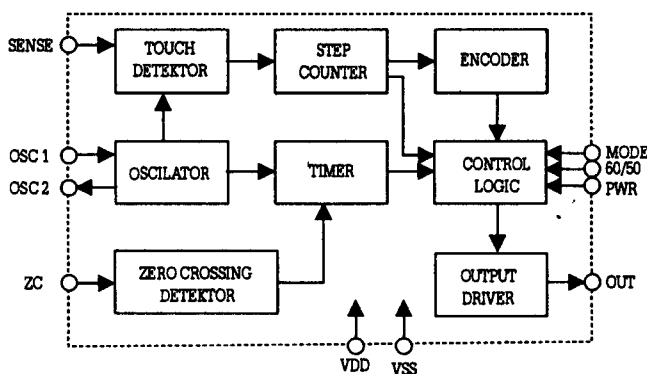 SENSE
TOUCH
DETEKTOR
STEP
COUNTER
ENCODER
OSC 1
OSC 2
OSCILATOR
TIMER
CONTROL
LOGIC
MODE
60/50
PWR
ZC
ZERO CROSSING
DETEKTOR
OUTPUT
DRIVER
OUT
VDD
VSS